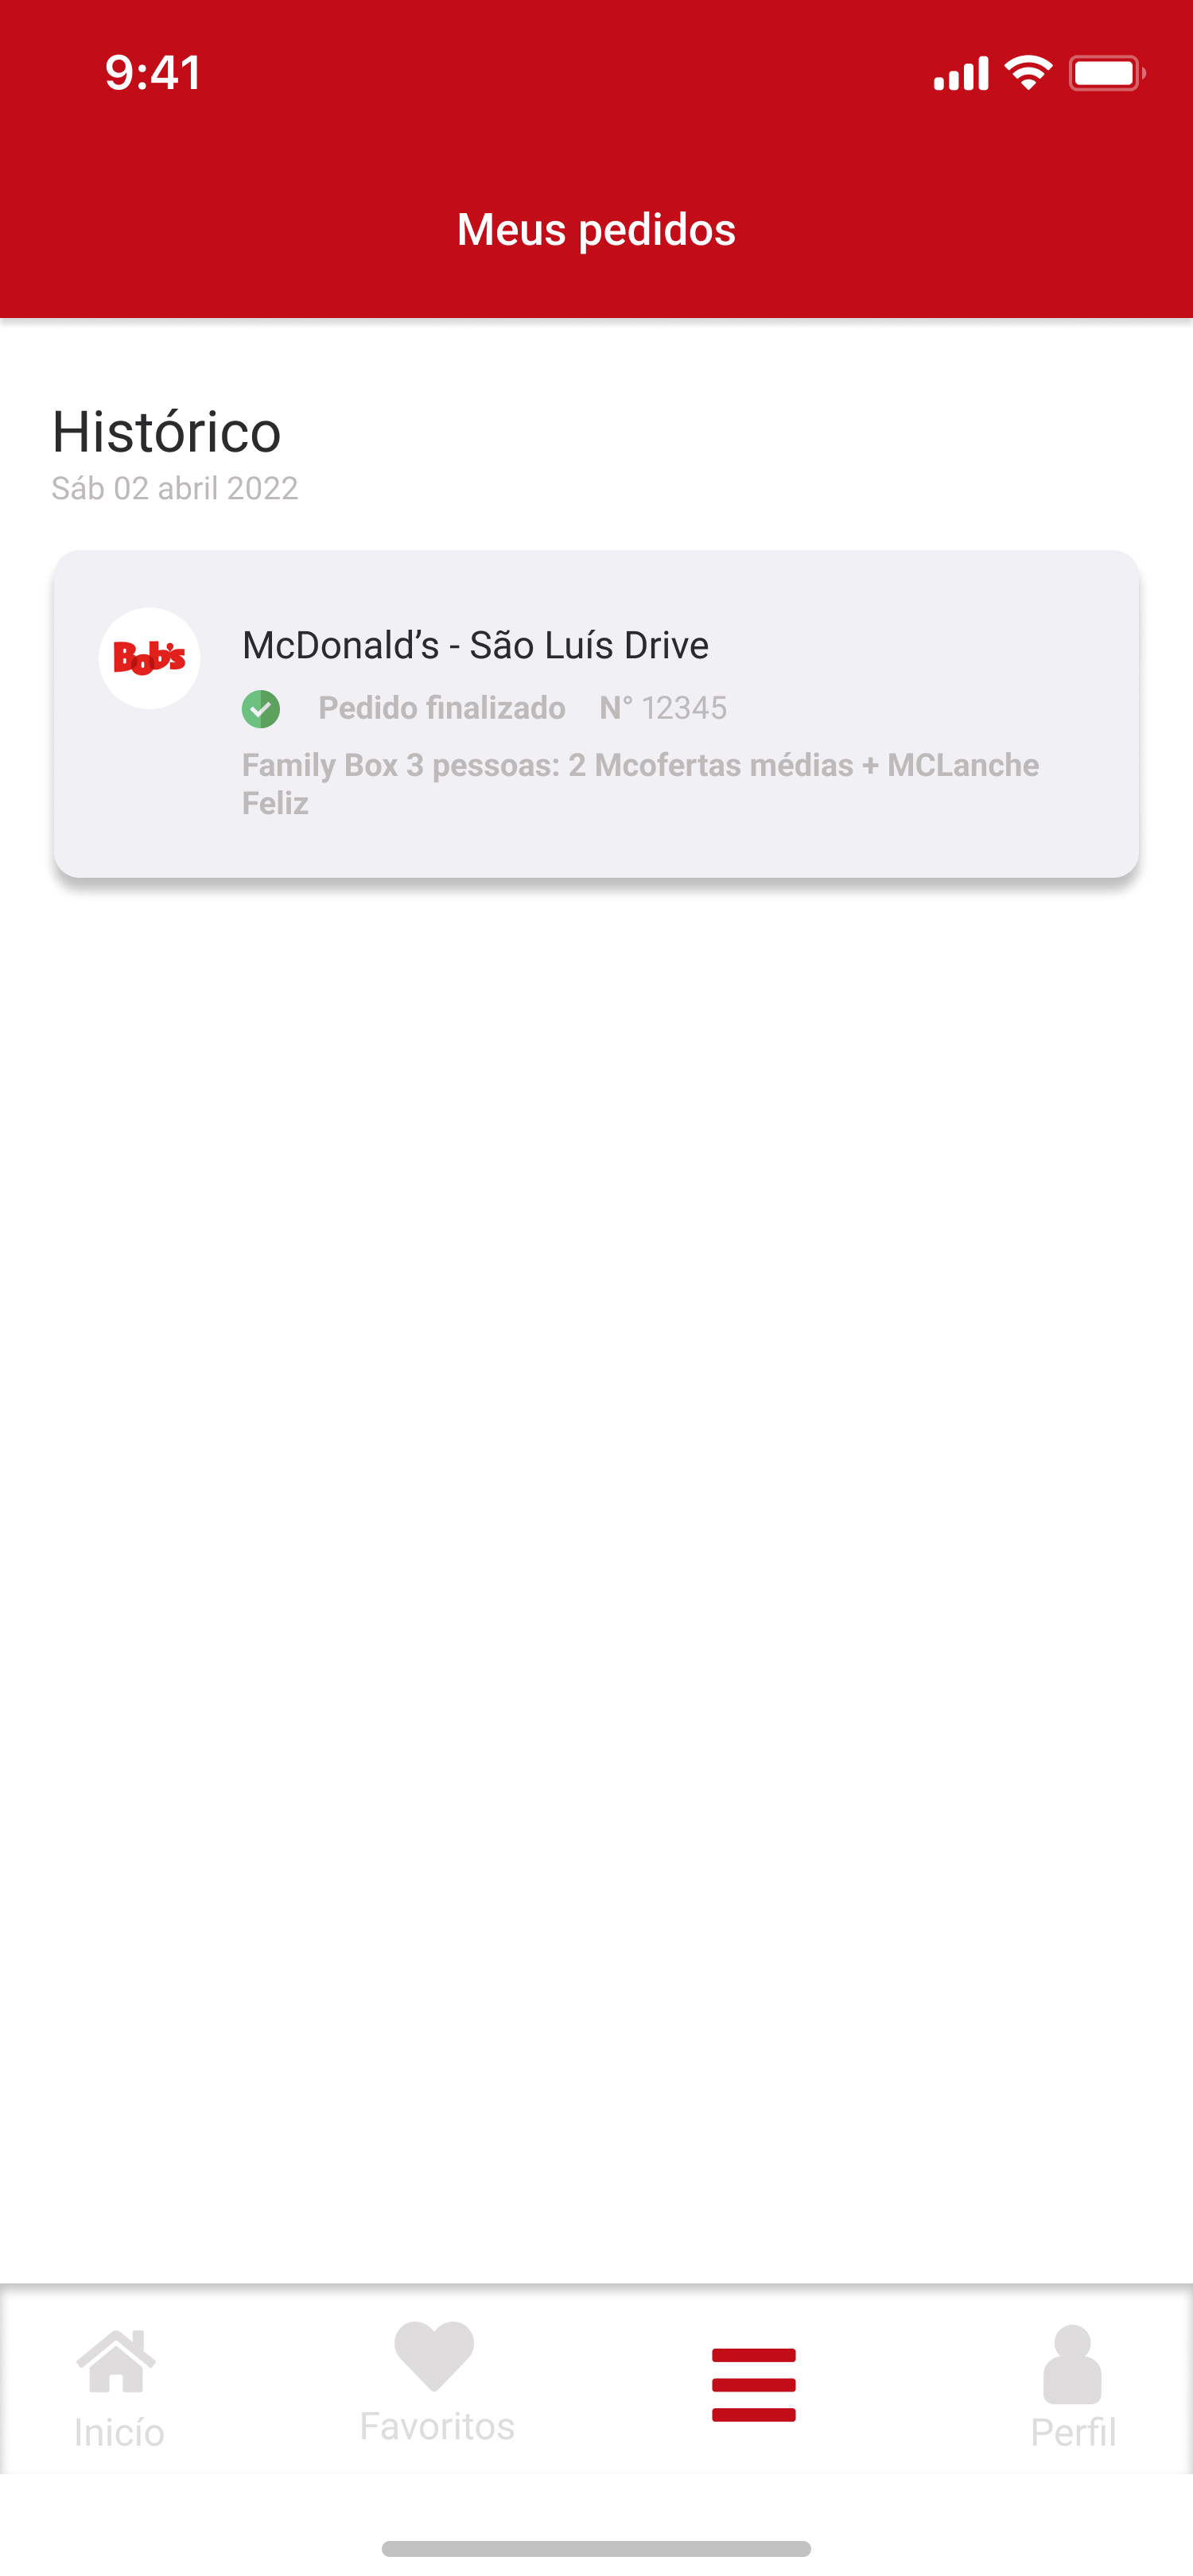 9:41
Meus pedidos
Histórico
Sáb 02 abril 2022
Bob's
McDonald’s - São Luís Drive
Pedido finalizado N° 12345
Family Box 3 pessoas: 2 Mcofertas médias + MCLanche
Feliz
Inicío Favoritos Perfil